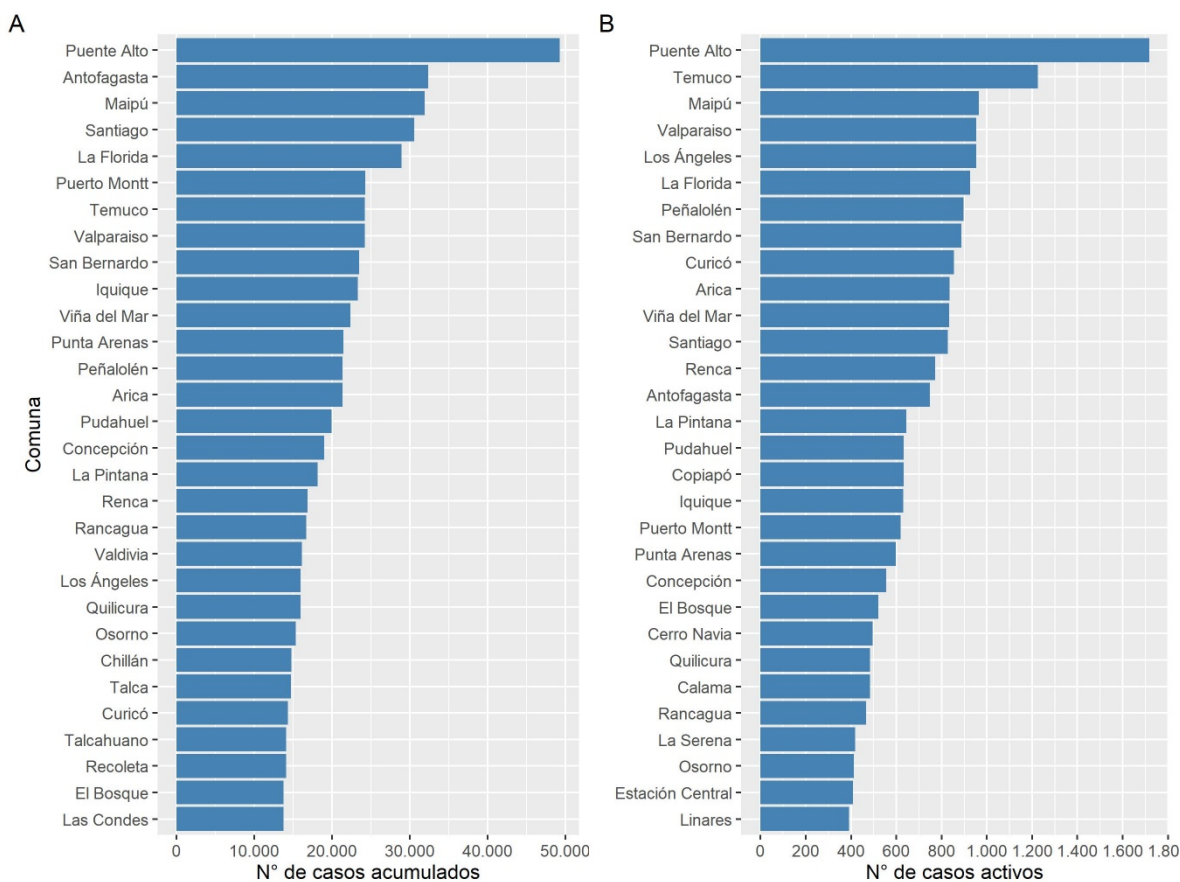 A
Puente Alto
Antofagasta
Maipú
Santiago
La Florida
Puerto Montt
Temuco
Valparaiso
San Bernardo
Iquique
Viña del Mar
Punta Arenas
Peñalolén
Arica
Pudahuel
Concepción
La Pintana
Renca
Rancagua
Valdivia
Los Ángeles
Quilicura
Osorno
Chillán
Talca
Curicó
Talcahuano
Recoleta
El Bosque
Las Condes
Comuna
0 10.000 20.000 30.000 40.000 50.000
N° de casos acumulados
B
Puente Alto
Temuco
Maipú
Valparaiso
Los Ángeles
La Florida
Peñalolén
San Bernardo
Curicó
Arica
Viña del Mar
Santiago
Renca
Antofagasta
La Pintana
Pudahuel
Copiapó
Iquique
Puerto Montt
Punta Arenas
Concepción
El Bosque
Cerro Navia
Quilicura
Calama
Rancagua
La Serena
Osorno
Estación Central
Linares
0 200 400 600 800 1.000 1.200 1.400 1.600 1.80
N° de casos activos